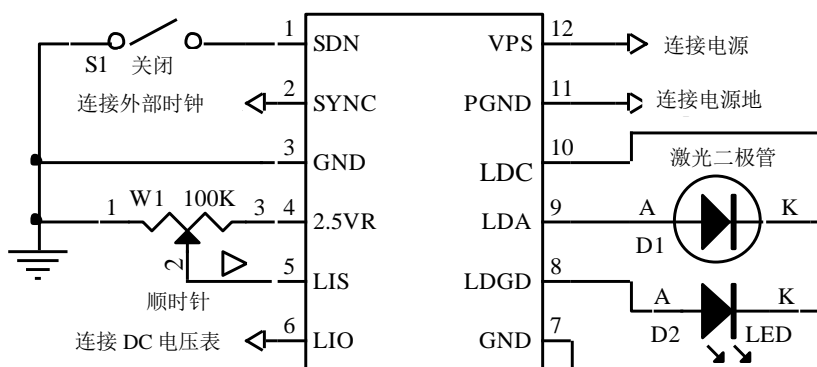 1 SDN VPS 12 连接电源
S1 关闭
连接外部时钟 2 SYNC PGND 11 连接电源地
3 GND LDC 10 激光二极管
W1 100K
1 3 4 2.5VR LDA 9 A K
D1
2 5 LIS LDGD 8 A K
顺时针
D2 LED
连接 DC 电压表 6 LIO GND 7